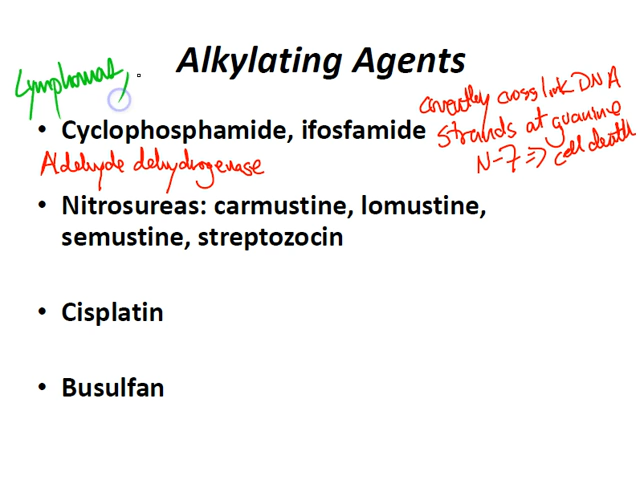 Alkylating Agents
Lymphomas,
covalently cross link DNA
strands at guanine
N-7 => cell death
• Cyclophosphamide, ifosfamide
Aldehyde dehydrogenase
• Nitrosureas: carmustine, lomustine,
semustine, streptozocin
• Cisplatin
• Busulfan